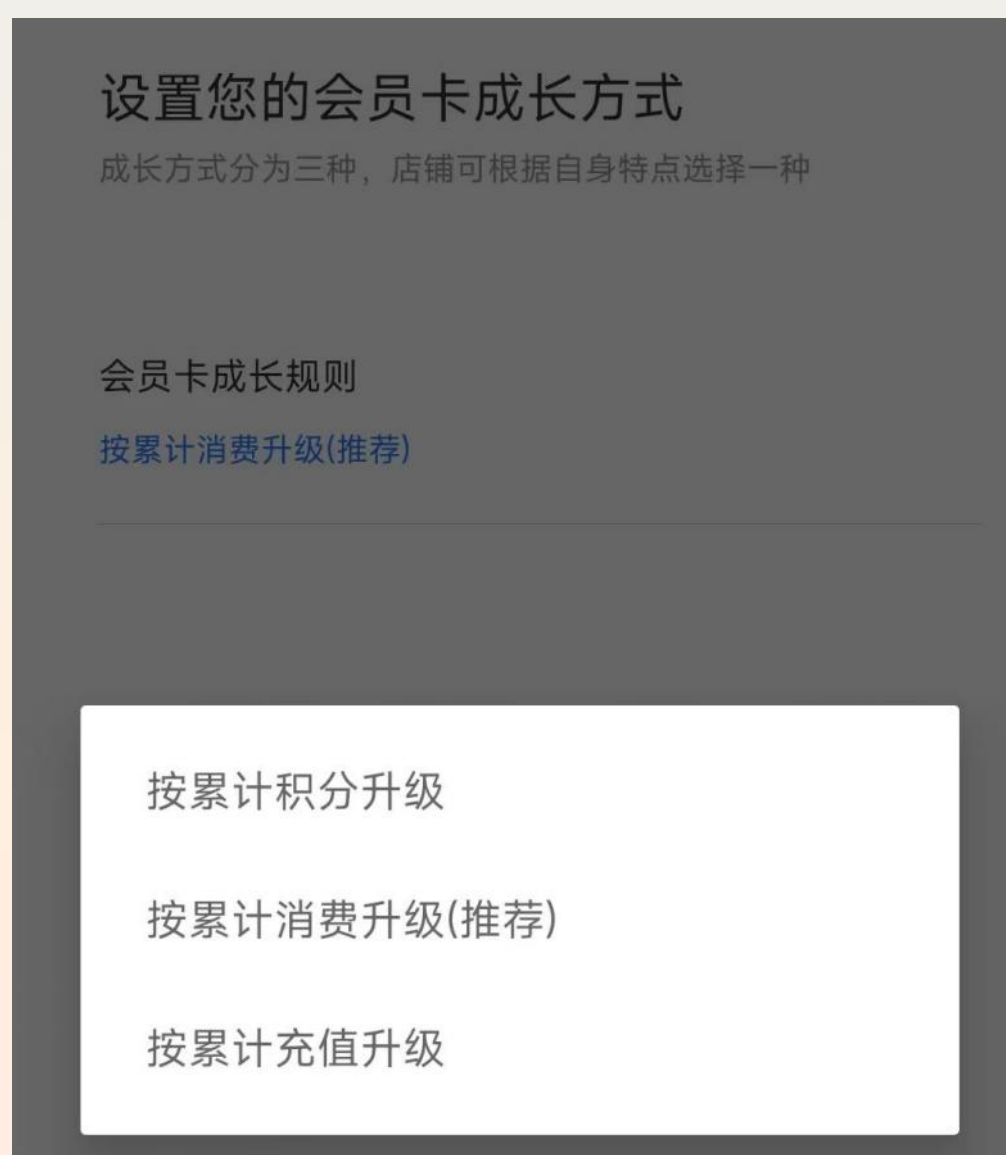 设置您的会员卡成长方式
成长方式分为三种，店铺可根据自身特点选择一种
会员卡成长规则
按累计消费升级(推荐)
按累计积分升级
按累计消费升级(推荐)
按累计充值升级